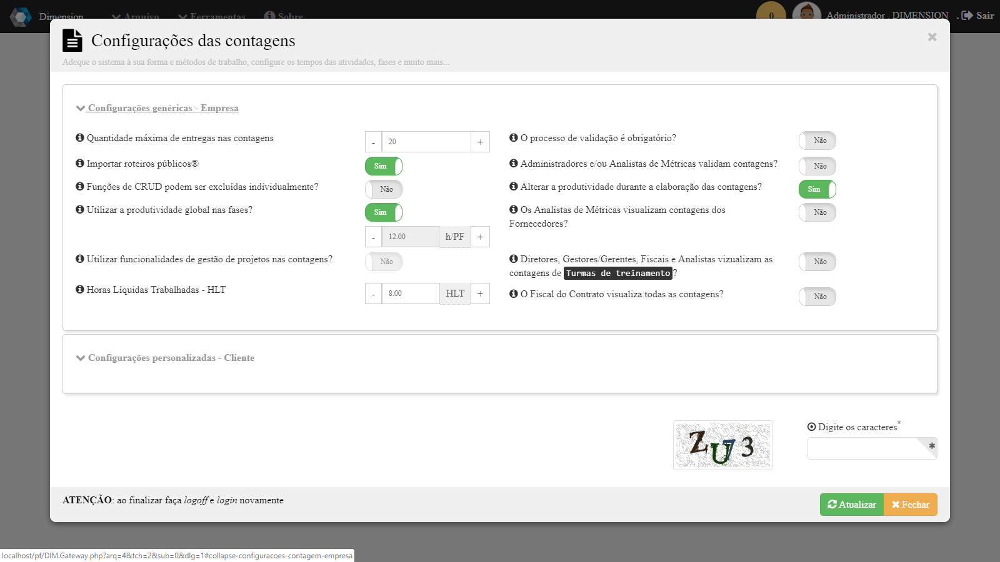 Dimension Arquivo Ferramentas Sobre 0 Administrador . DIMENSION . Sair
Configurações das contagens
Adeque o sistema à sua forma e métodos de trabalho, configure os tempos das atividades, fases e muito mais...
Configurações genéricas - Empresa
Quantidade máxima de entregas nas contagens - 20 +
Importar roteiros públicos® Sim
Funções de CRUD podem ser excluídas individualmente? Não
Utilizar a produtividade global nas fases? Sim
- 12.00 h/PF +
Utilizar funcionalidades de gestão de projetos nas contagens? Não
Horas Líquidas Trabalhadas - HLT - 8.00 HLT +
O processo de validação é obrigatório? Não
Administradores e/ou Analistas de Métricas validam contagens? Não
Alterar a produtividade durante a elaboração das contagens? Sim
Os Analistas de Métricas visualizam contagens dos Não
Fornecedores?
Diretores, Gestores/Gerentes, Fiscais e Analistas vizualizam as Não
contagens de Turmas de treinamento?
O Fiscal do Contrato visualiza todas as contagens? Não
Configurações personalizadas - Cliente
ZU73
Digite os caracteres*
ATENÇÃO: ao finalizar faça logoff e login novamente
Atualizar Fechar
localhost/pf/DIM.Gateway.php?arq=4&tch=2&sub=0&dlg=1#collapse-configuracoes-contagem-empresa